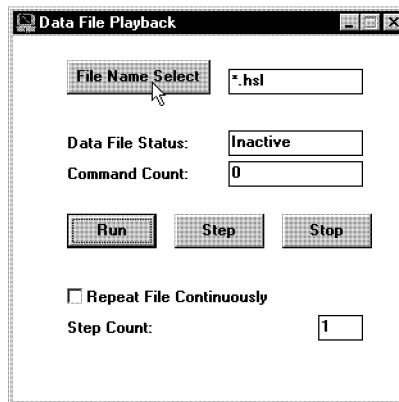 Data File Playback
File Name Select *.hsl
Data File Status: Inactive
Command Count: 0
Run Step Stop
Repeat File Continuously
Step Count: 1